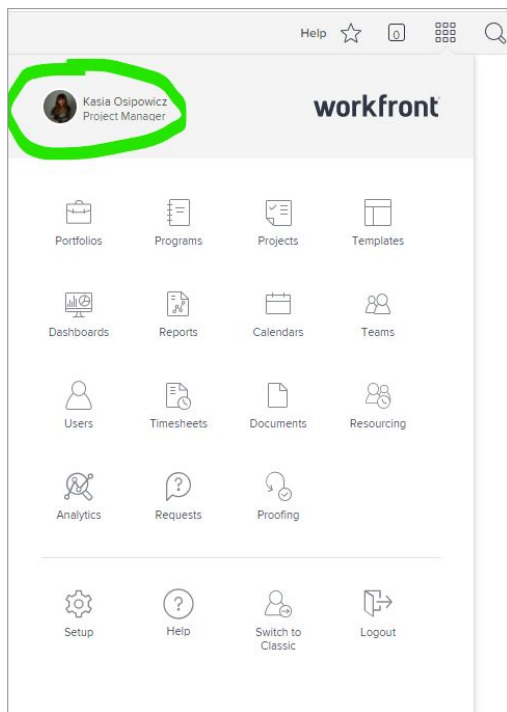 Help
0
Kasia Osipowicz
Project Manager
workfront
Portfolios
Programs
Projects
Templates
Dashboards
Reports
Calendars
Teams
Users
Timesheets
Documents
Resourcing
Analytics
Requests
Proofing
Setup
Help
Switch to
Classic
Logout